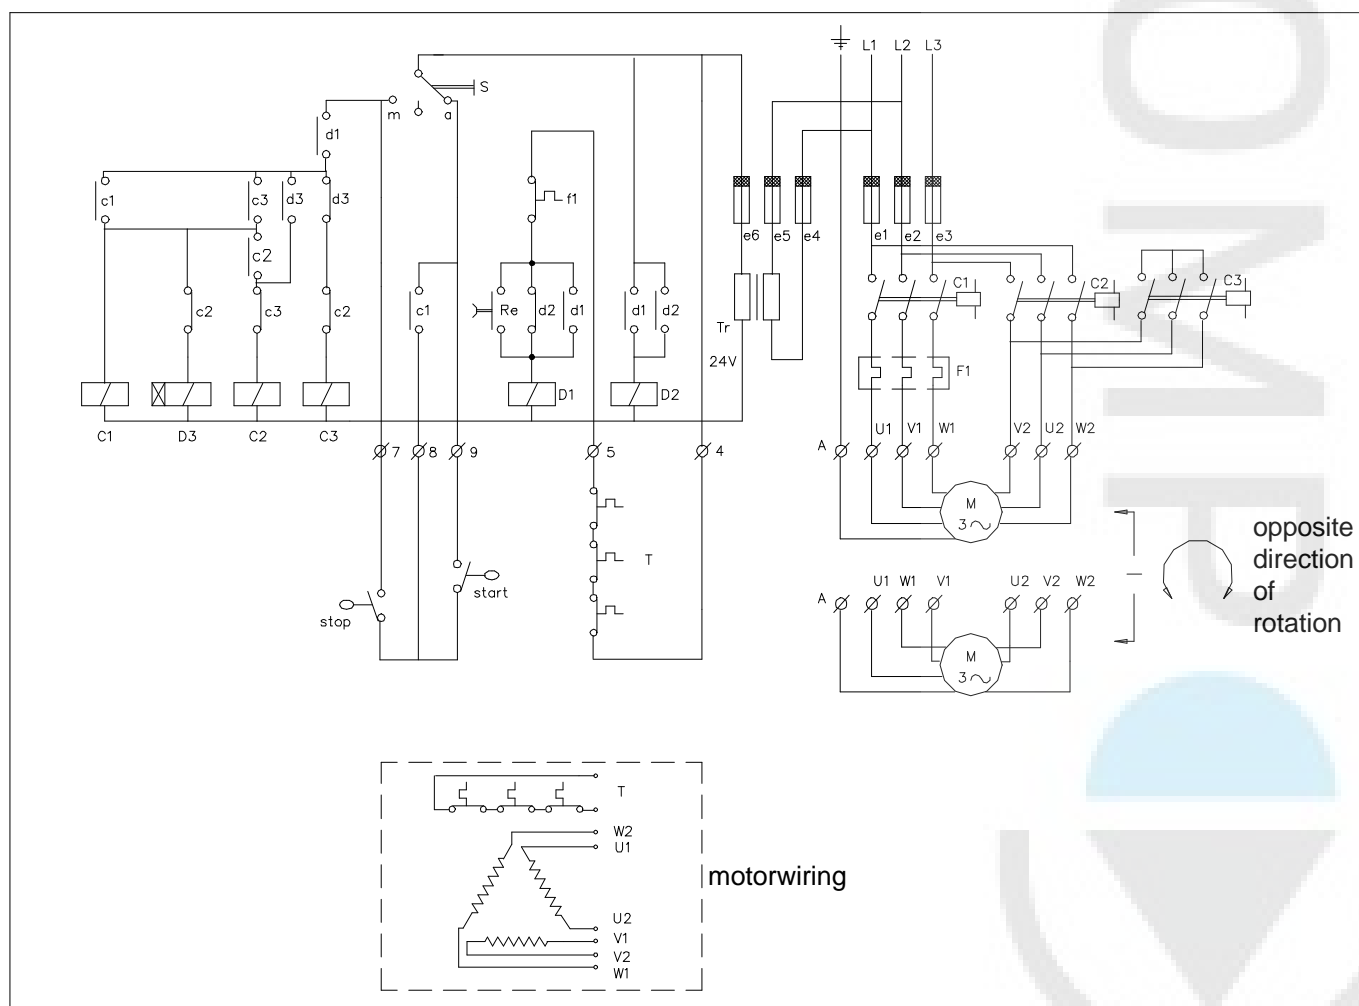 L1 L2 L3
S
m a
d1
c1 c3 d3 d3
f1
e6 e5 e4 e1 e2 e3
c2
C1 C2 C3
c2 c3 c2 c1 Re d2 d1 d1 d2
Tr
24V
F1
D1 D2
C1 D3 C2 C3
7 8 9 5 4
A U1 V1 W1 V2 U2 W2
M
3
T
start
stop
opposite
direction
of
rotation
A U1 W1 V1 U2 V2 W2
M
3
T
W2
U1
motorwiring
U2
V1
V2
W1
OMIP